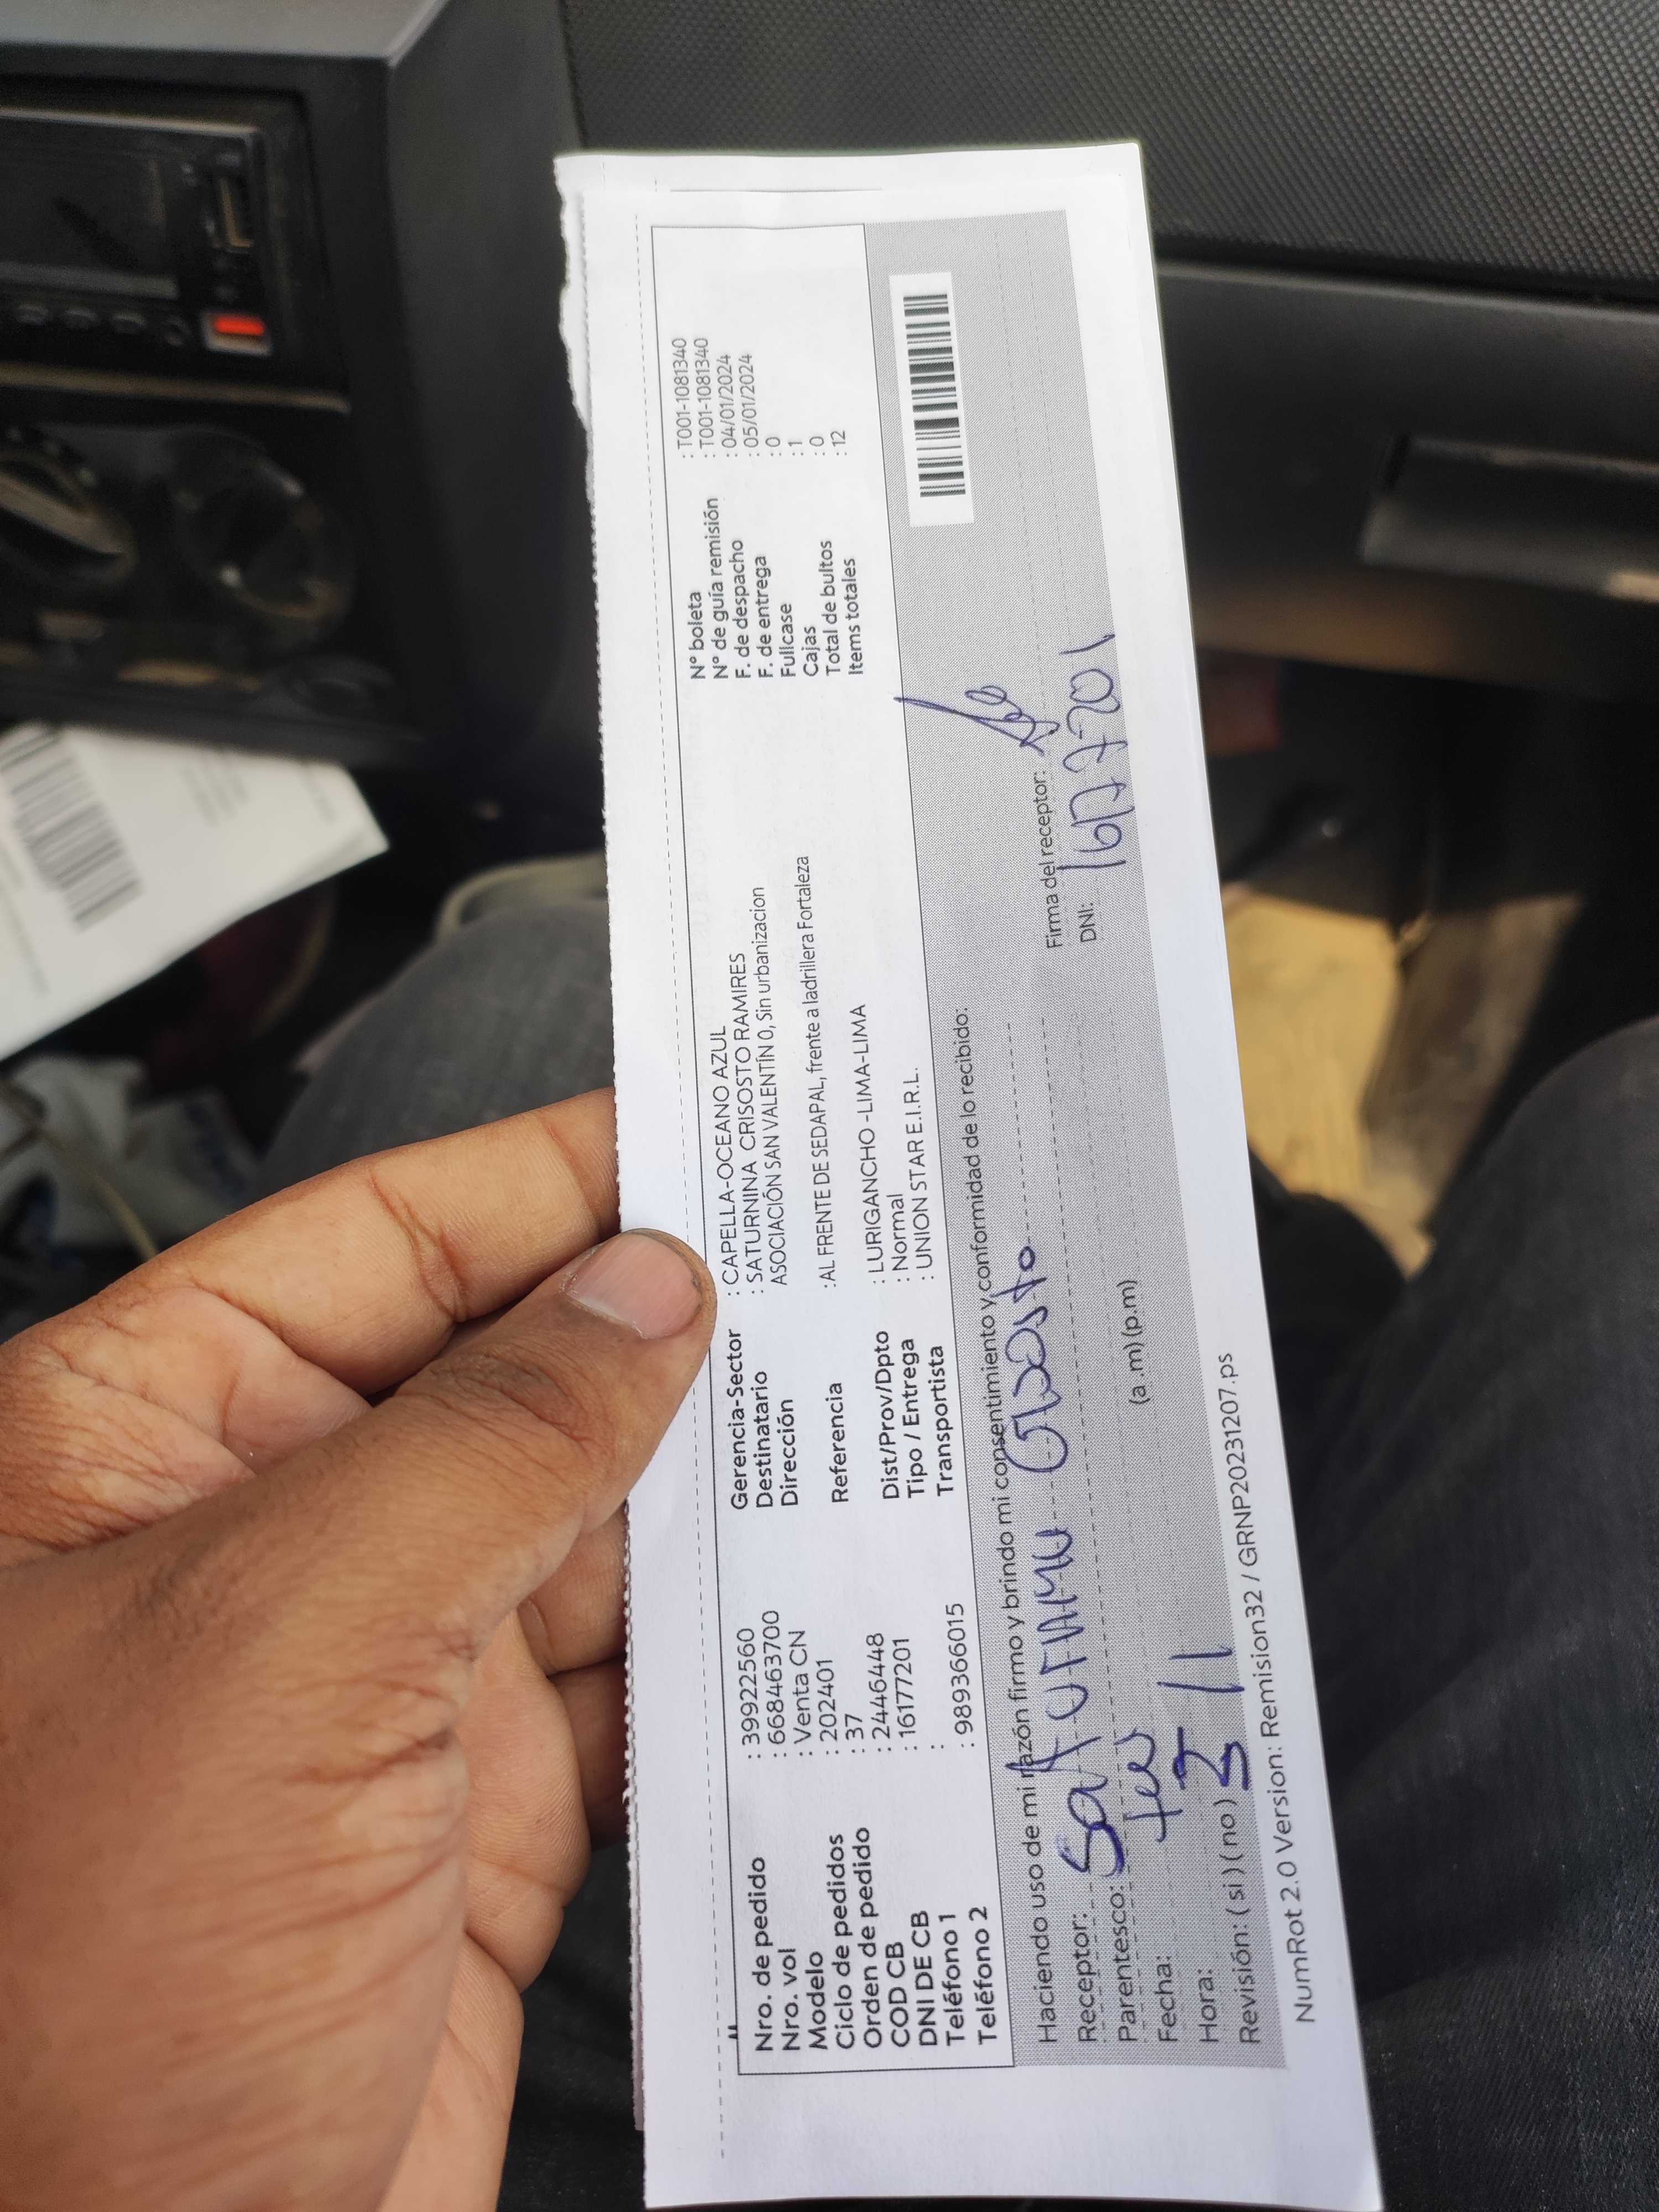 Nro. de pedido : 39922560
Nro. vol : 668463700
Modelo : Venta CN
Ciclo de pedidos : 202401
Orden de pedido : 37
COD CB : 2446448
DNI DE CB : 16177201
Teléfono 1 :
Teléfono 2 : 989366015
Gerencia-Sector : CAPELLA-OCEANO AZUL
Destinatario : SATURNINA CRISOSTO RAMIRES
Dirección ASOCIACIÓN SAN VALENTÍN 0, Sin urbanizacion
Referencia : AL FRENTE DE SEDAPAL, frente a ladrillera Fortaleza
Dist/Prov/Dpto : LURIGANCHO -LIMA-LIMA
Tipo / Entrega : Normal
Transportista : UNION STAR E.I.R.L.
N° boleta : T001-1081340
N° de guía remisión : T001-1081340
F. de despacho : 04/01/2024
F. de entrega : 05/01/2024
Fullcase : 0
Cajas : 1
Total de bultos : 0
Items totales : 12
Haciendo uso de mi razón firmo y brindo mi consentimiento y conformidad de lo recibido:
Receptor:
Parentesco:
Fecha:
Hora: (a .m) (p.m)
Revisión: ( si ) ( no )
Firma del receptor:
DNI: 16177201
NumRot 2.0 Version: Remision32 / GRNP20231207.ps